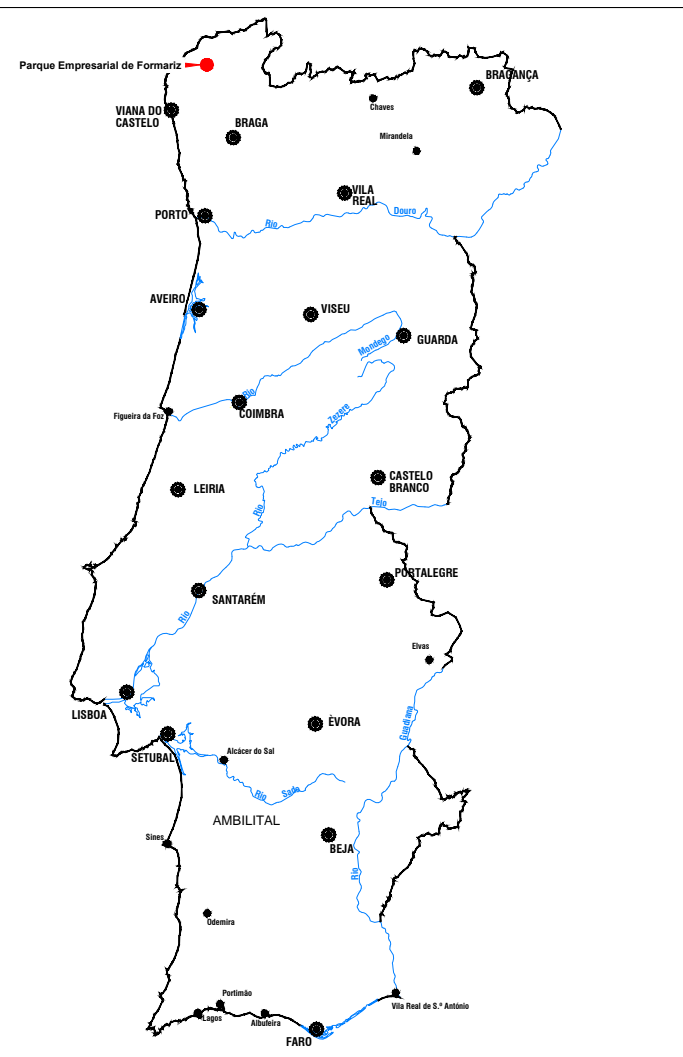 Parque Empresarial de Formariz
BRAGANÇA
Chaves
VIANA DO
CASTELO
BRAGA
Mirandela
VILA
REAL
PORTO
Rio
Douro
AVEIRO
VISEU
GUARDA
Mondego
Rio
COIMBRA
Figueira da Foz
Zezere
CASTELO
BRANCO
LEIRIA
Rio
Tejo
PORTALEGRE
SANTARÉM
Rio
Elvas
LISBOA
ÈVORA
Guadiana
SETUBAL
Alcácer do Sal
Rio
Sado
AMBILITAL
Sines
BEJA
Rio
Odemira
Portimão
Lagos
Albufeira
Vila Real de S.º António
FARO